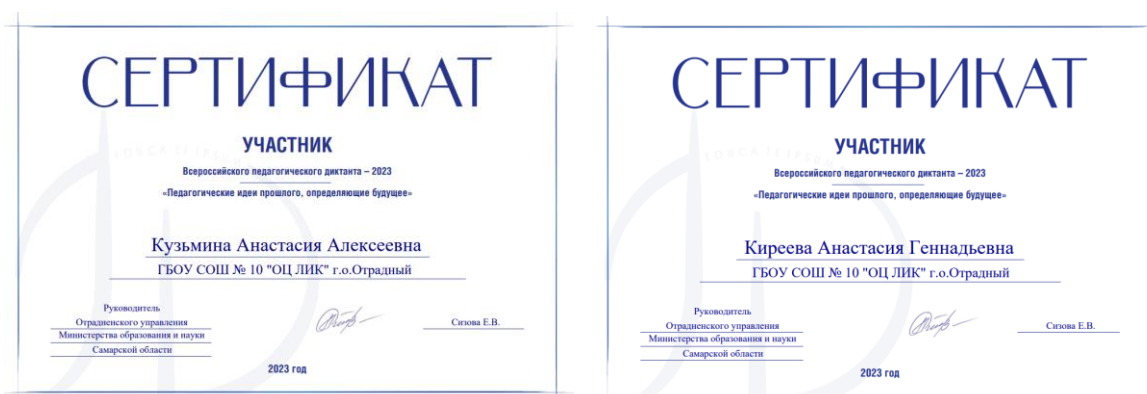 СЕРТИФИКАТ
УЧАСТНИК
Всероссийского педагогического диктанта – 2023
«Педагогические идеи прошлого, определяющие будущее»
Кузьмина Анастасия Алексеевна
ГБОУ СОШ № 10 "ОЦ ЛИК" г.о.Отрадный
Руководитель
Отрадненского управления
Министерства образования и науки
Самарской области
Сизова Е.В.
2023 год
СЕРТИФИКАТ
УЧАСТНИК
Всероссийского педагогического диктанта – 2023
«Педагогические идеи прошлого, определяющие будущее»
Киреева Анастасия Геннадьевна
ГБОУ СОШ № 10 "ОЦ ЛИК" г.о.Отрадный
Руководитель
Отрадненского управления
Министерства образования и науки
Самарской области
Сизова Е.В.
2023 год